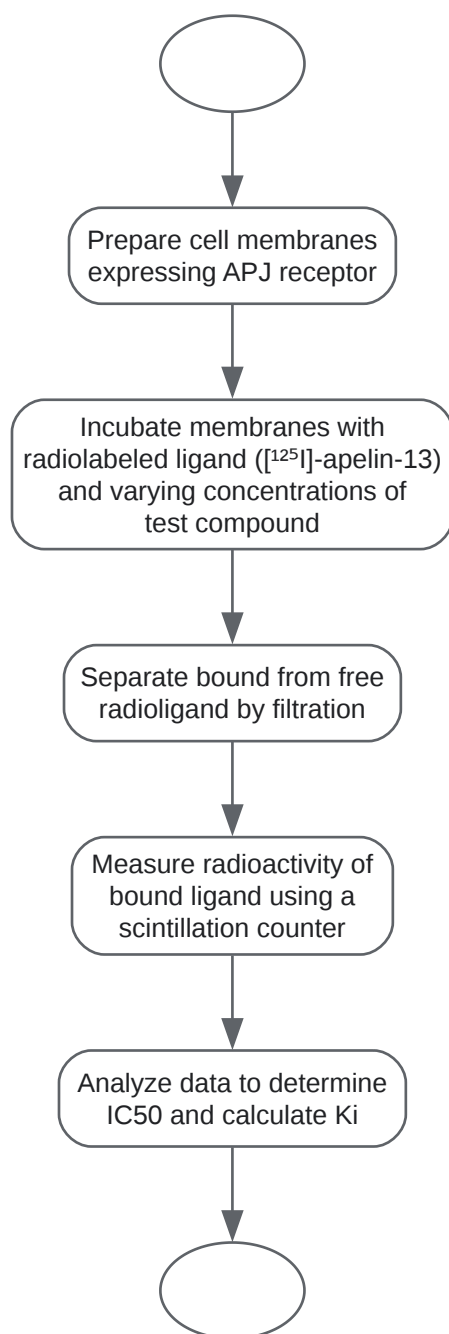 Prepare cell membranes
expressing APJ receptor
Incubate membranes with
radiolabeled ligand ([¹²⁵I]-apelin-13)
and varying concentrations of
test compound
Separate bound from free
radioligand by filtration
Measure radioactivity of
bound ligand using a
scintillation counter
Analyze data to determine
IC50 and calculate Ki